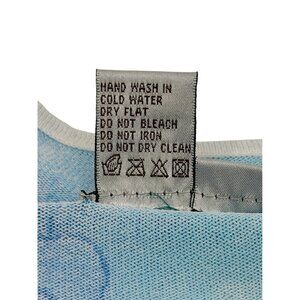 HAND WASH IN
COLD WATER
DRY FLAT
DO NOT BLEACH
DO NOT IRON
DO NOT DRY CLEAN